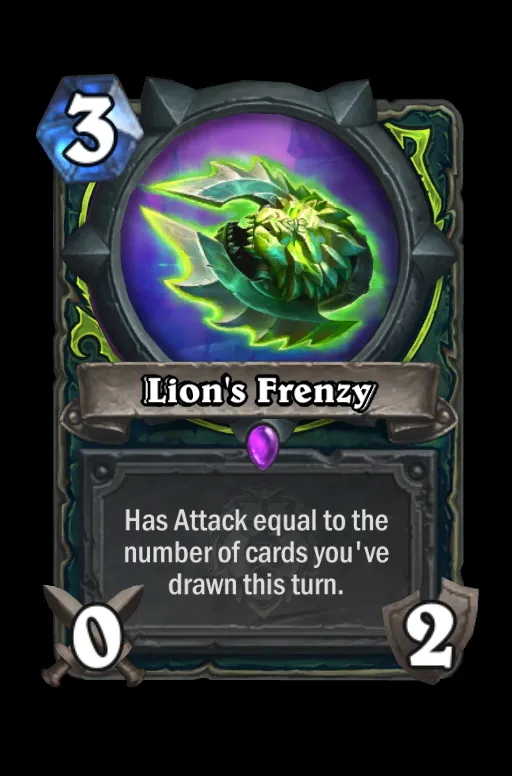 3
Lion's Frenzy
Has Attack equal to the
number of cards you've
drawn this turn.
0
2